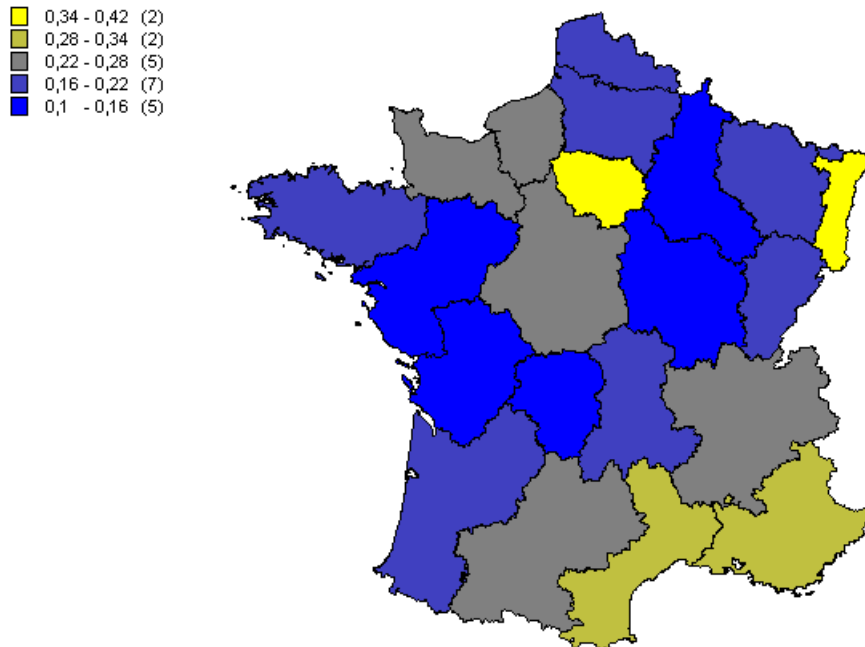 0,34 - 0,42 (2)
0,28 - 0,34 (2)
0,22 - 0,28 (5)
0,16 - 0,22 (7)
0,1 - 0,16 (5)